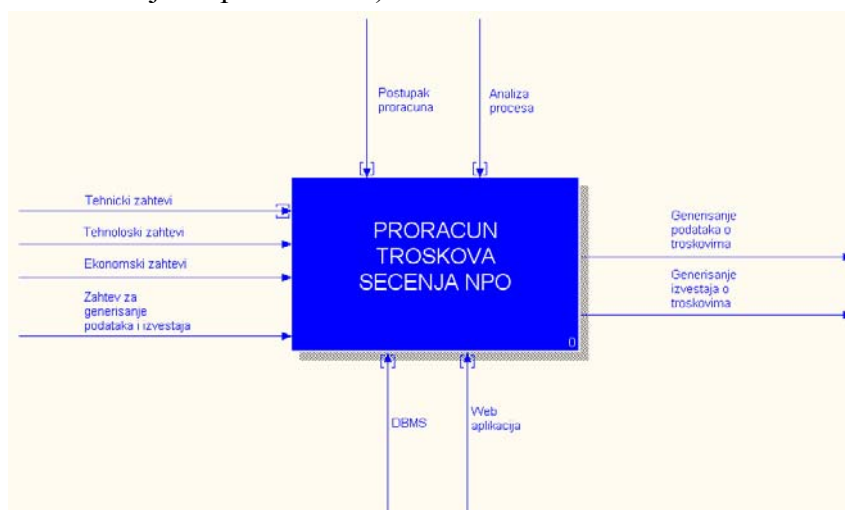 Postupak
proracuna
Analiza
procesa
Tehnicki zahtevi
Tehnoloski zahtevi
Ekonomski zahtevi
Zahtev za
generisanje
podataka i izvestaja
PRORACUN
TROSKOVA
SECENJA NPO
0
Generisanje
podataka o
troskovima
Generisanje
izvestaja o
troskovima
DBMS
Web
aplikacija